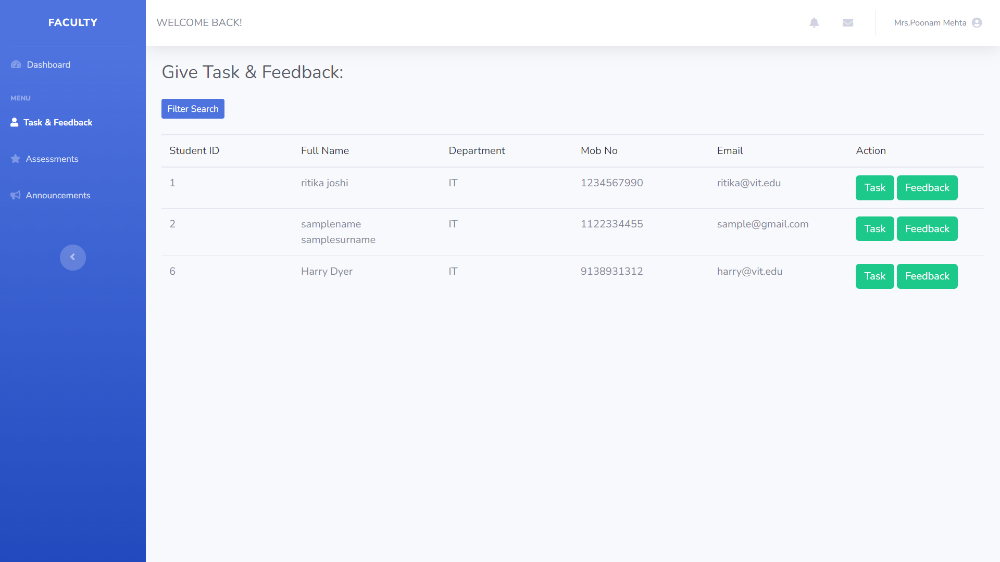 FACULTY
WELCOME BACK!
Mrs.Poonam Mehta
Dashboard
MENU
Task & Feedback
Assessments
Announcements
Give Task & Feedback:
Filter Search
Student ID Full Name Department Mob No Email Action
1 ritika joshi IT 1234567990 ritika@vit.edu Task Feedback
2 samplename IT 1122334455 sample@gmail.com Task Feedback
samplesurname
6 Harry Dyer IT 9138931312 harry@vit.edu Task Feedback